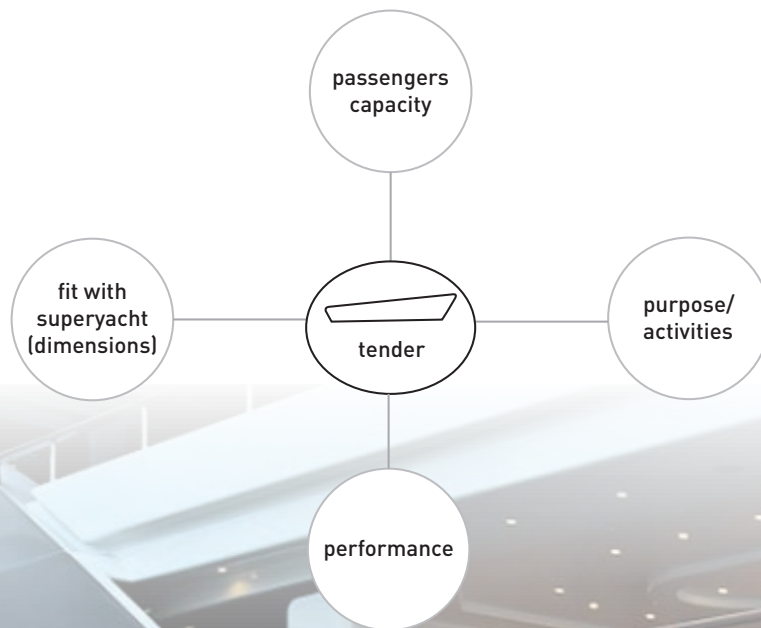 passengers
capacity
fit with
superyacht
(dimensions)
tender
purpose/
activities
performance